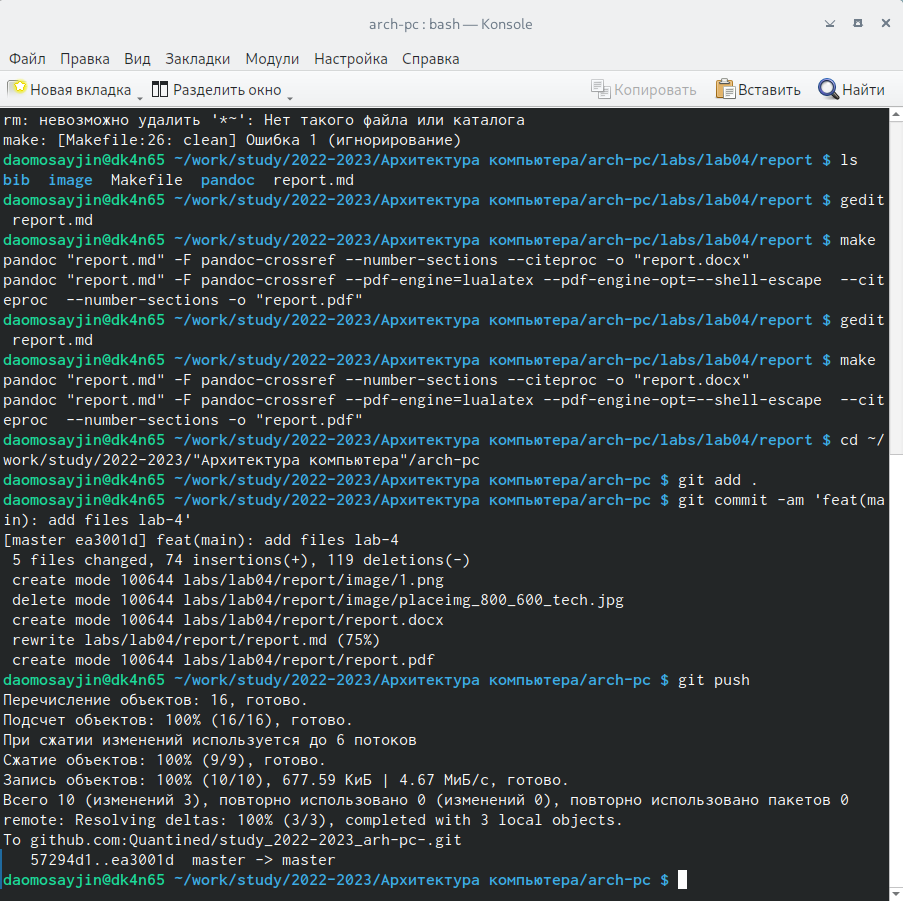 arch-pc : bash — Konsole
Файл Правка Вид Закладки Модули Настройка Справка
Новая вкладка Разделить окно Копировать Вставить Найти
rm: невозможно удалить '*~': Нет такого файла или каталога
make: [Makefile:26: clean] Ошибка 1 (игнорирование)
daomosayjin@dk4n65 ~/work/study/2022-2023/Архитектура компьютера/arch-pc/labs/lab04/report $ ls
bib image Makefile pandoc report.md
daomosayjin@dk4n65 ~/work/study/2022-2023/Архитектура компьютера/arch-pc/labs/lab04/report $ gedit
report.md
daomosayjin@dk4n65 ~/work/study/2022-2023/Архитектура компьютера/arch-pc/labs/lab04/report $ make
pandoc "report.md" -F pandoc-crossref --number-sections --citeproc -o "report.docx"
pandoc "report.md" -F pandoc-crossref --number-sections --pdf-engine=lualatex --pdf-engine-opt=--shell-escape --cit
eproc --number-sections -o "report.pdf"
daomosayjin@dk4n65 ~/work/study/2022-2023/Архитектура компьютера/arch-pc/labs/lab04/report $ gedit
report.md
daomosayjin@dk4n65 ~/work/study/2022-2023/Архитектура компьютера/arch-pc/labs/lab04/report $ make
pandoc "report.md" -F pandoc-crossref --number-sections --citeproc -o "report.docx"
pandoc "report.md" -F pandoc-crossref --pdf-engine=lualatex --pdf-engine-opt=--shell-escape --cit
eproc --number-sections -o "report.pdf"
daomosayjin@dk4n65 ~/work/study/2022-2023/Архитектура компьютера/arch-pc/labs/lab04/report $ cd ~/
work/study/2022-2023/"Архитектура компьютера"/arch-pc
daomosayjin@dk4n65 ~/work/study/2022-2023/Архитектура компьютера/arch-pc $ git add .
daomosayjin@dk4n65 ~/work/study/2022-2023/Архитектура компьютера/arch-pc $ git commit -am 'feat(ma
in): add files lab-4'
[master ea3001d] feat(main): add files lab-4
5 files changed, 74 insertions(+), 119 deletions(-)
create mode 100644 labs/lab04/report/image/1.png
delete mode 100644 labs/lab04/report/image/placeimg_800_600_tech.jpg
create mode 100644 labs/lab04/report/report.docx
rewrite labs/lab04/report/report.md (75%)
create mode 100644 labs/lab04/report/report.pdf
daomosayjin@dk4n65 ~/work/study/2022-2023/Архитектура компьютера/arch-pc $ git push
Перечисление объектов: 16, готово.
Подсчет объектов: 100% (16/16), готово.
При сжатии изменений используется до 6 потоков
Сжатие объектов: 100% (9/9), готово.
Запись объектов: 100% (10/10), 677.59 КиБ | 4.67 МиБ/с, готово.
Всего 10 (изменений 3), повторно использовано 0 (изменений 0), повторно использовано пакетов 0
remote: Resolving deltas: 100% (3/3), completed with 3 local objects.
To github.com:Quantined/study_2022-2023_arh-pc-.git
57294d1..ea3001d master -> master
daomosayjin@dk4n65 ~/work/study/2022-2023/Архитектура компьютера/arch-pc $